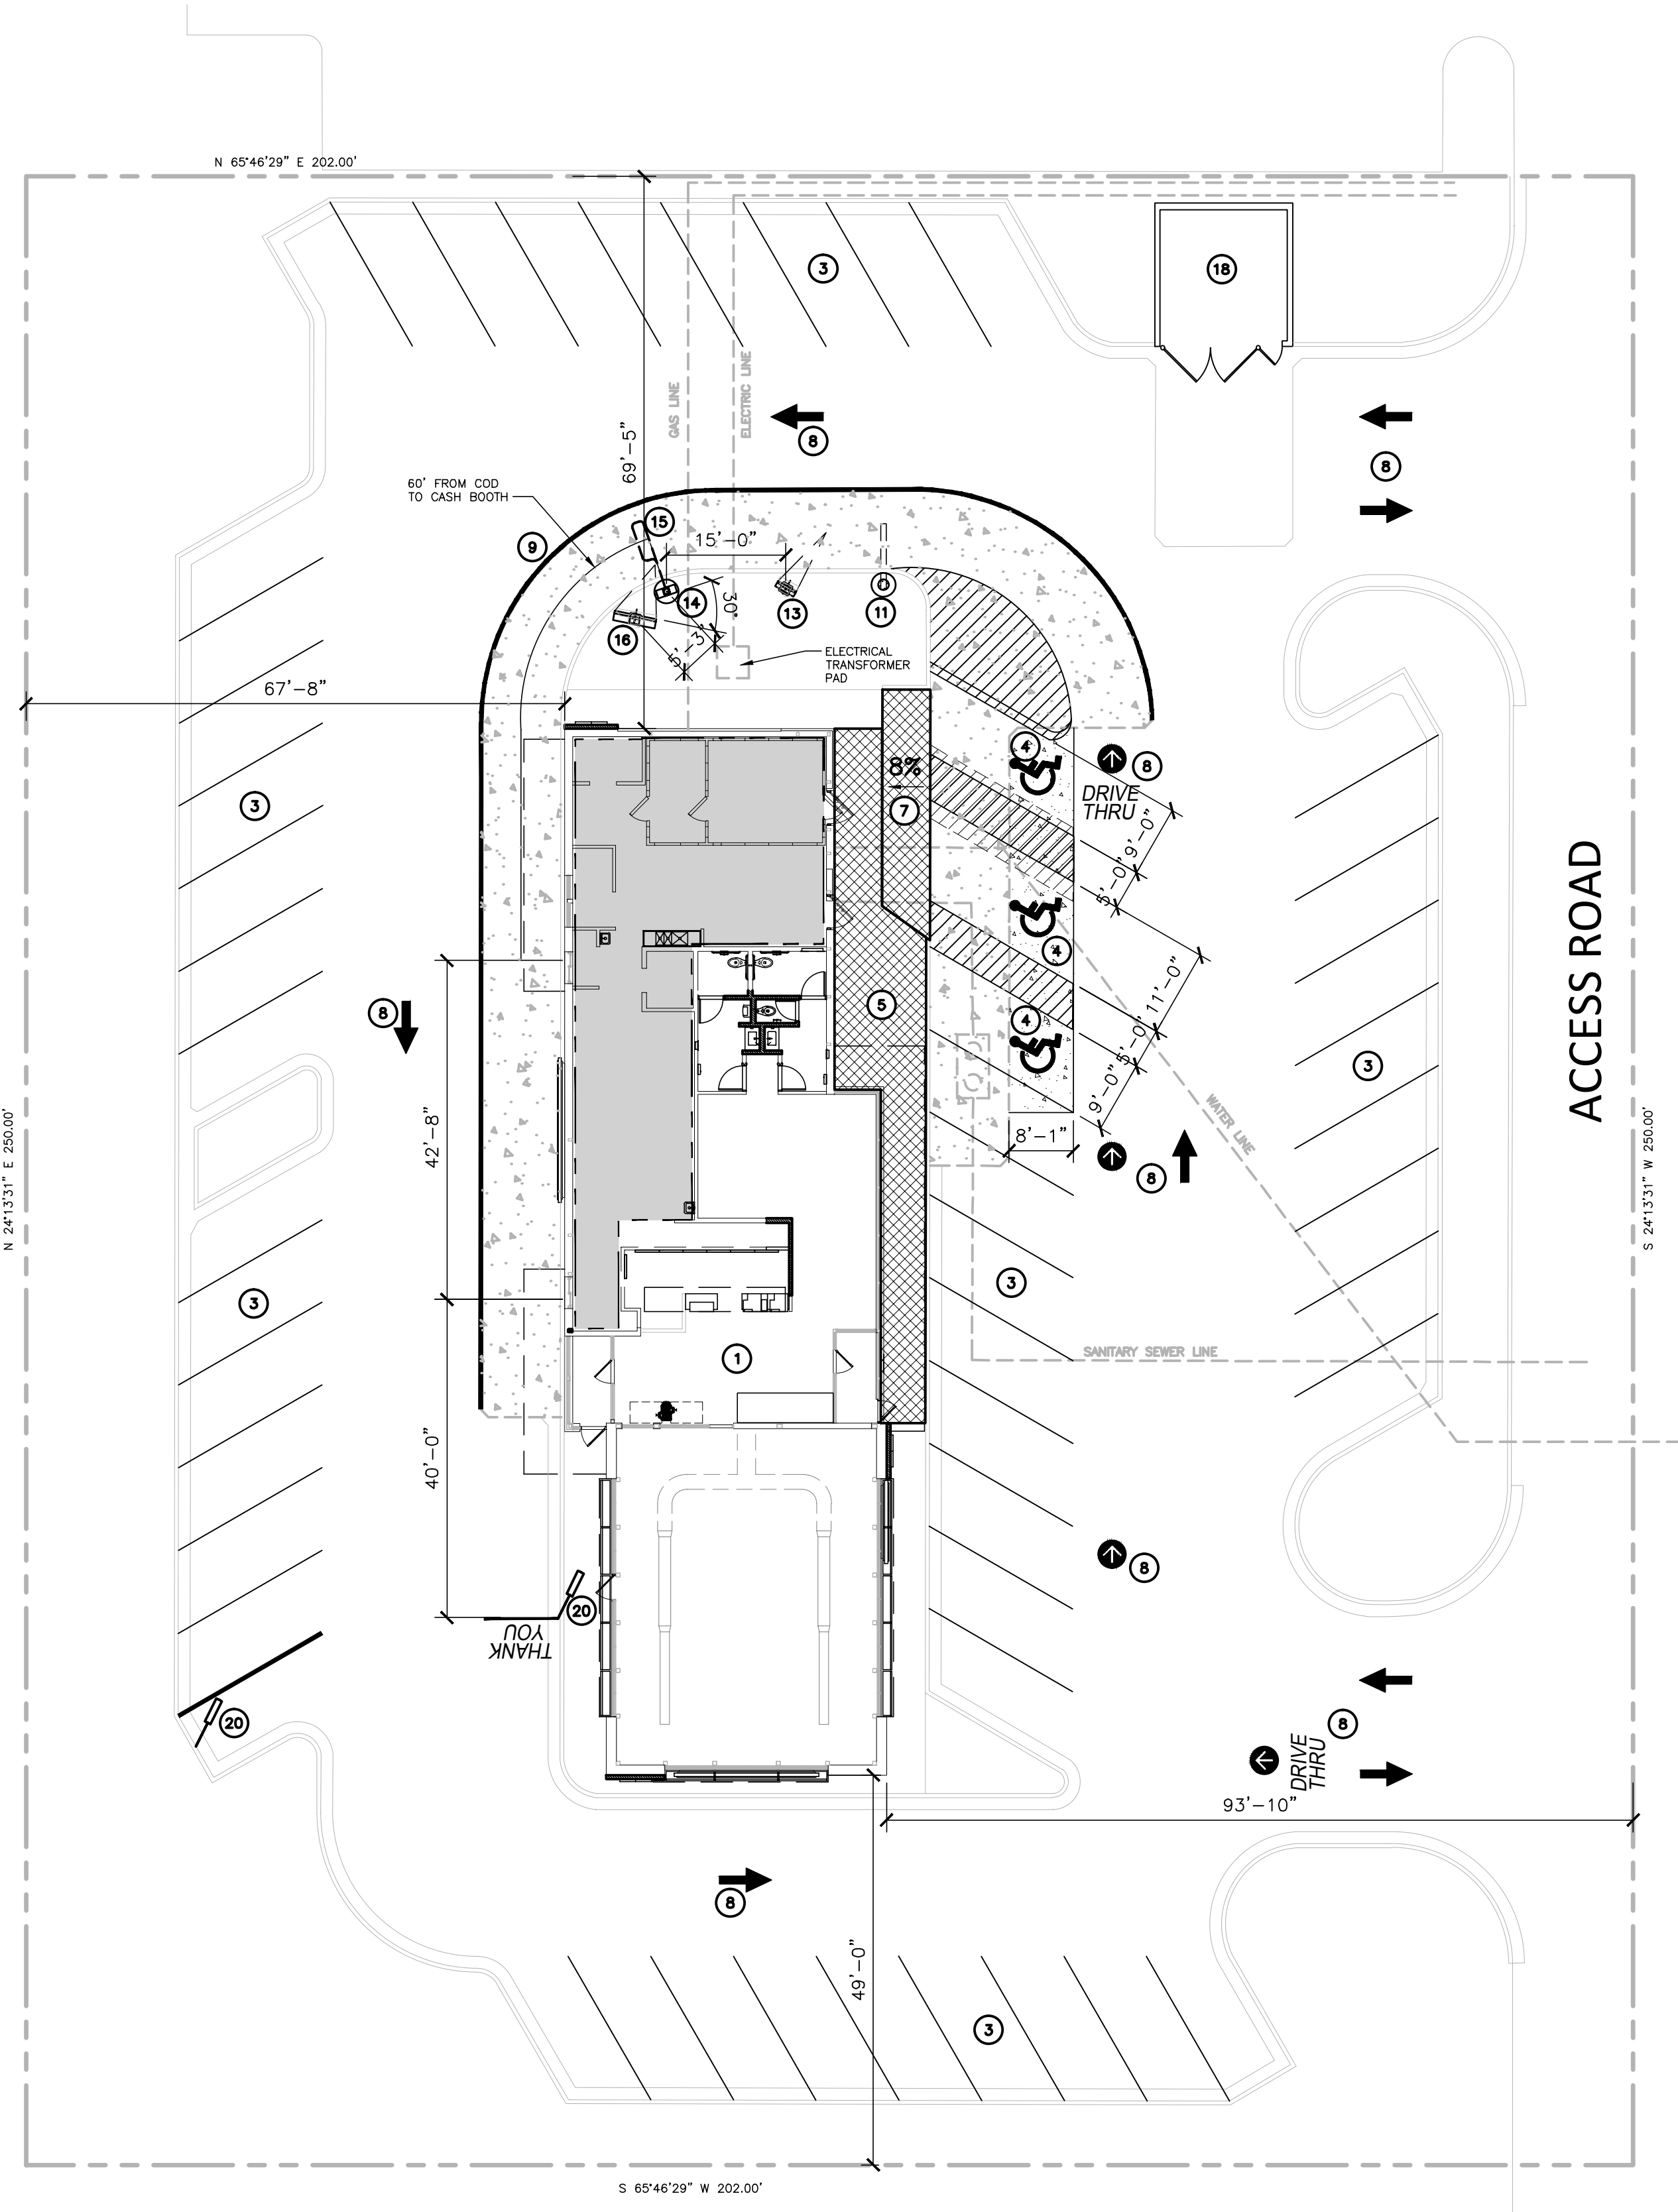 N 65°46'29" E 202.00'
3
18
GAS LINE
ELECTRIC LINE
69'-5"
8
8
60' FROM COD
TO CASH BOOTH
9
15
15'-0"
14
30°
13
11
16
5'-3"
ELECTRICAL
TRANSFORMER
PAD
67'-8"
4
8
8%
7
DRIVE
THRU
9'-0"
5'-0"
3
4
11'-0"
5
5'-0"
4
9'-0"
8
3
ACCESS ROAD
42'-8"
8'-1"
WATER LINE
8
N 24°13'31" E 250.00'
S 24°13'31" W 250.00'
3
3
1
SANITARY SEWER LINE
40'-0"
8
20
THANK
YOU
20
8
DRIVE
THRU
93'-10"
8
49'-0"
3
S 65°46'29" W 202.00'